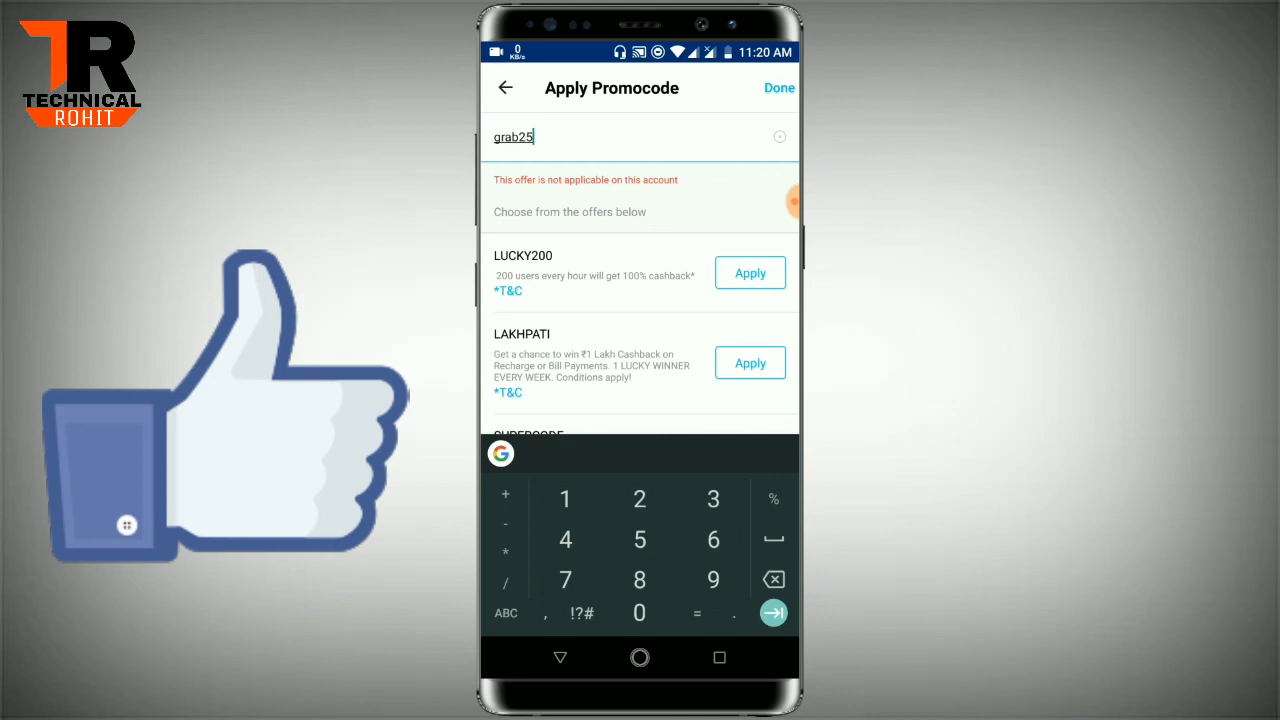 TR
TECHNICAL
ROHIT
0
KB/s
11:20 AM
Apply Promocode
Done
grab25
This offer is not applicable on this account
Choose from the offers below
LUCKY200
200 users every hour will get 100% cashback*
*T&C
Apply
LAKHPATI
Get a chance to win ₹1 Lakh Cashback on
Recharge or Bill Payments. 1 LUCKY WINNER
EVERY WEEK. Conditions apply!
*T&C
Apply
SUPERCODE
G
+ 1 2 3 %
- 4 5 6
* 7 8 9
/
ABC , !?# 0 = .